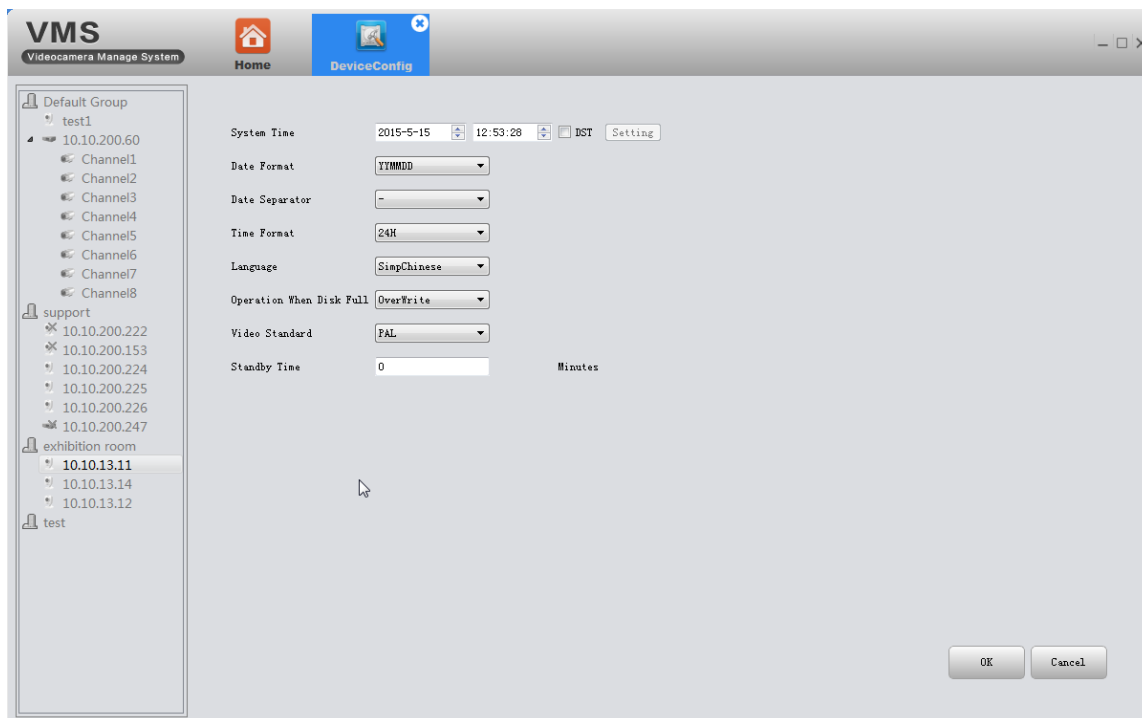 VMS
Videocamera Manage System
Home
DeviceConfig
Default Group
test1
10.10.200.60
Channel1
Channel2
Channel3
Channel4
Channel5
Channel6
Channel7
Channel8
support
10.10.200.222
10.10.200.153
10.10.200.224
10.10.200.225
10.10.200.226
10.10.200.247
exhibition room
10.10.13.11
10.10.13.14
10.10.13.12
test
System Time 2015-5-15 12:53:28 DST Setting
Date Format YYMMDD
Date Separator -
Time Format 24H
Language SimpChinese
Operation When Disk Full OverWrite
Video Standard PAL
Standby Time 0 Minutes
OK Cancel